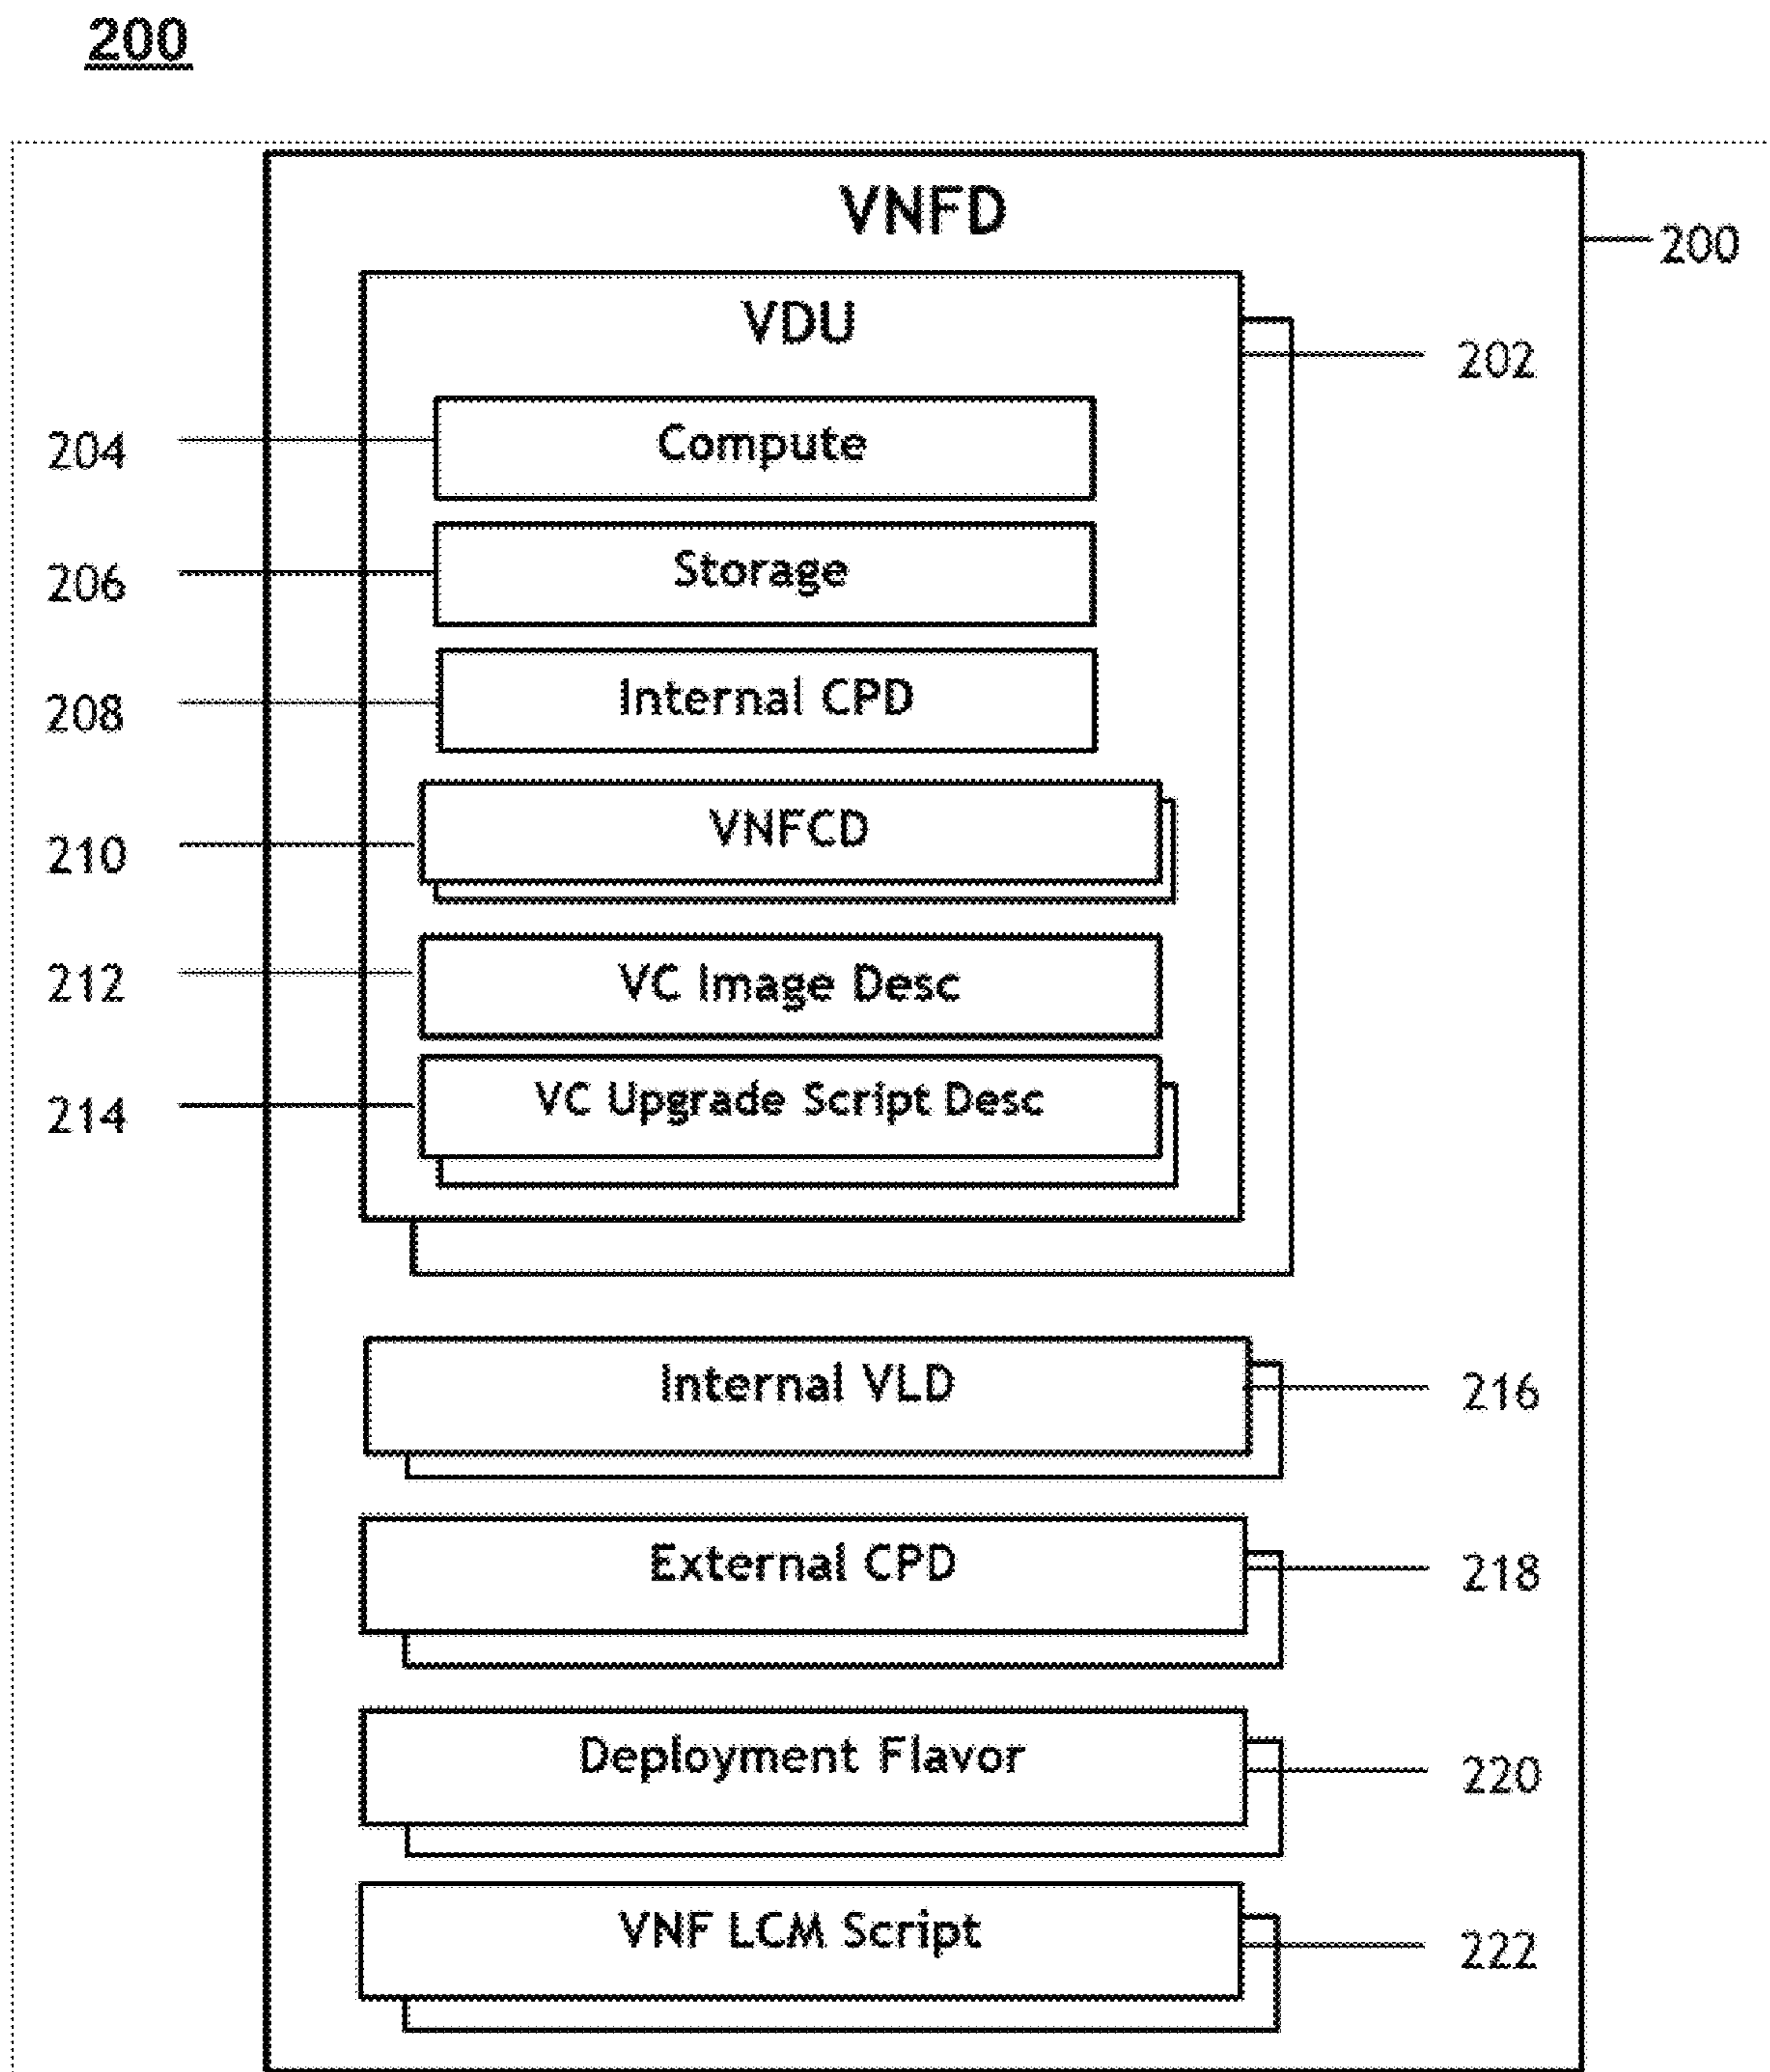 200
VNFD
200
VDU
202
204
Compute
206
Storage
208
Internal CPD
210
VNFCD
212
VC Image Desc
214
VC Upgrade Script Desc
Internal VLD
216
External CPD
218
Deployment Flavor
220
VNF LCM Script
222